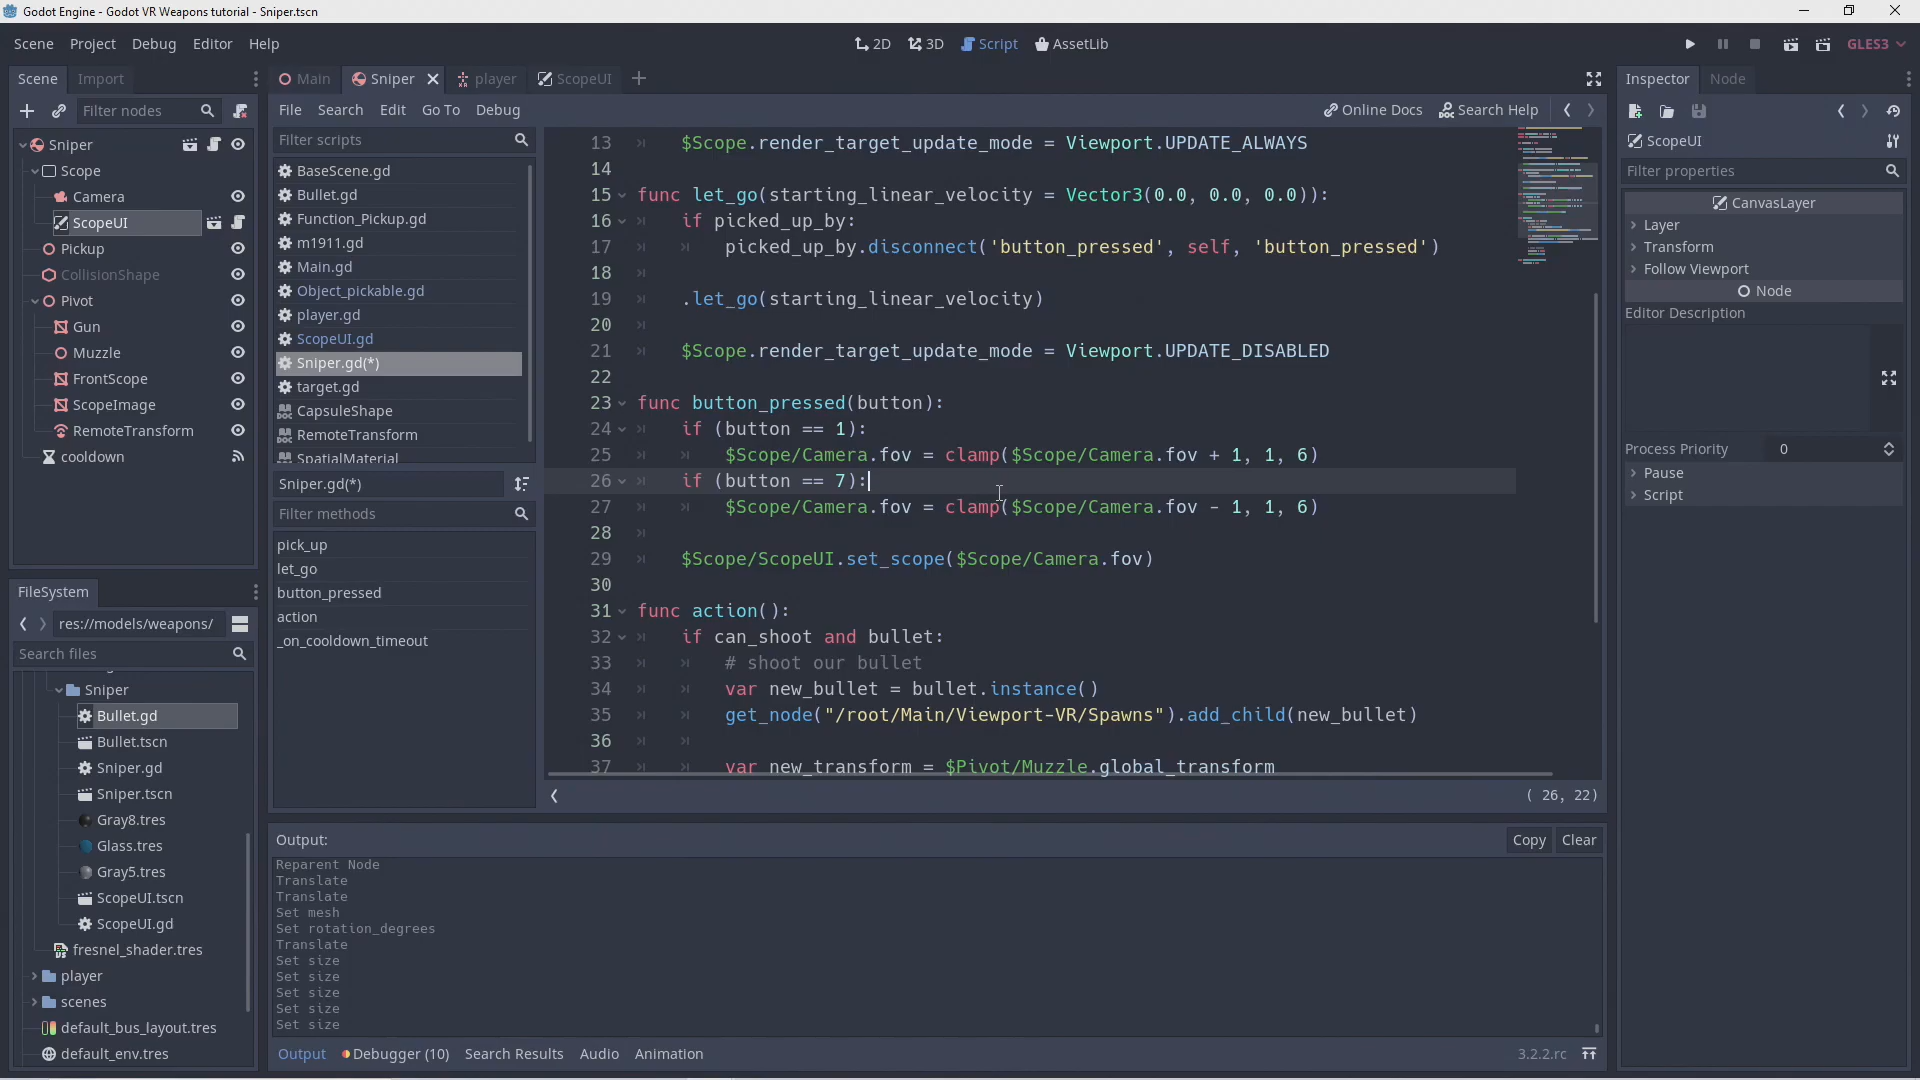 Godot Engine - Godot VR Weapons tutorial - Sniper.tscn
Scene Project Debug Editor Help
2D 3D Script AssetLib
GLES3
Scene Import
Filter nodes
Sniper
Scope
Camera
ScopeUI
Pickup
CollisionShape
Pivot
Gun
Muzzle
FrontScope
ScopeImage
RemoteTransform
cooldown
FileSystem
res://models/weapons/
Search files
Sniper
Bullet.gd
Bullet.tscn
Sniper.gd
Sniper.tscn
Gray8.tres
Glass.tres
Gray5.tres
ScopeUI.tscn
ScopeUI.gd
fresnel_shader.tres
player
scenes
default_bus_layout.tres
default_env.tres
Main Sniper player ScopeUI
File Search Edit Go To Debug
Online Docs Search Help
Filter scripts
BaseScene.gd
Bullet.gd
Function_Pickup.gd
m1911.gd
Main.gd
Object_pickable.gd
player.gd
ScopeUI.gd
Sniper.gd(*)
target.gd
CapsuleShape
RemoteTransform
SpatialMaterial
Sniper.gd(*)
Filter methods
pick_up
let_go
button_pressed
action
_on_cooldown_timeout
13 $Scope.render_target_update_mode = Viewport.UPDATE_ALWAYS
14
15 func let_go(starting_linear_velocity = Vector3(0.0, 0.0, 0.0)):
16 if picked_up_by:
17 picked_up_by.disconnect('button_pressed', self, 'button_pressed')
18
19 .let_go(starting_linear_velocity)
20
21 $Scope.render_target_update_mode = Viewport.UPDATE_DISABLED
22
23 func button_pressed(button):
24 if (button == 1):
25 $Scope/Camera.fov = clamp($Scope/Camera.fov + 1, 1, 6)
26 if (button == 7):
27 $Scope/Camera.fov = clamp($Scope/Camera.fov - 1, 1, 6)
28
29 $Scope/ScopeUI.set_scope($Scope/Camera.fov)
30
31 func action():
32 if can_shoot and bullet:
33 # shoot our bullet
34 var new_bullet = bullet.instance()
35 get_node("/root/Main/Viewport-VR/Spawns").add_child(new_bullet)
36
37 var new_transform = $Pivot/Muzzle.global_transform
( 26, 22)
Output:
Copy Clear
Reparent Node
Translate
Translate
Set mesh
Set rotation_degrees
Translate
Set size
Set size
Set size
Set size
Set size
Output Debugger (10) Search Results Audio Animation
3.2.2.rc
Inspector Node
ScopeUI
Filter properties
CanvasLayer
Layer
Transform
Follow Viewport
Node
Editor Description
Process Priority 0
Pause
Script